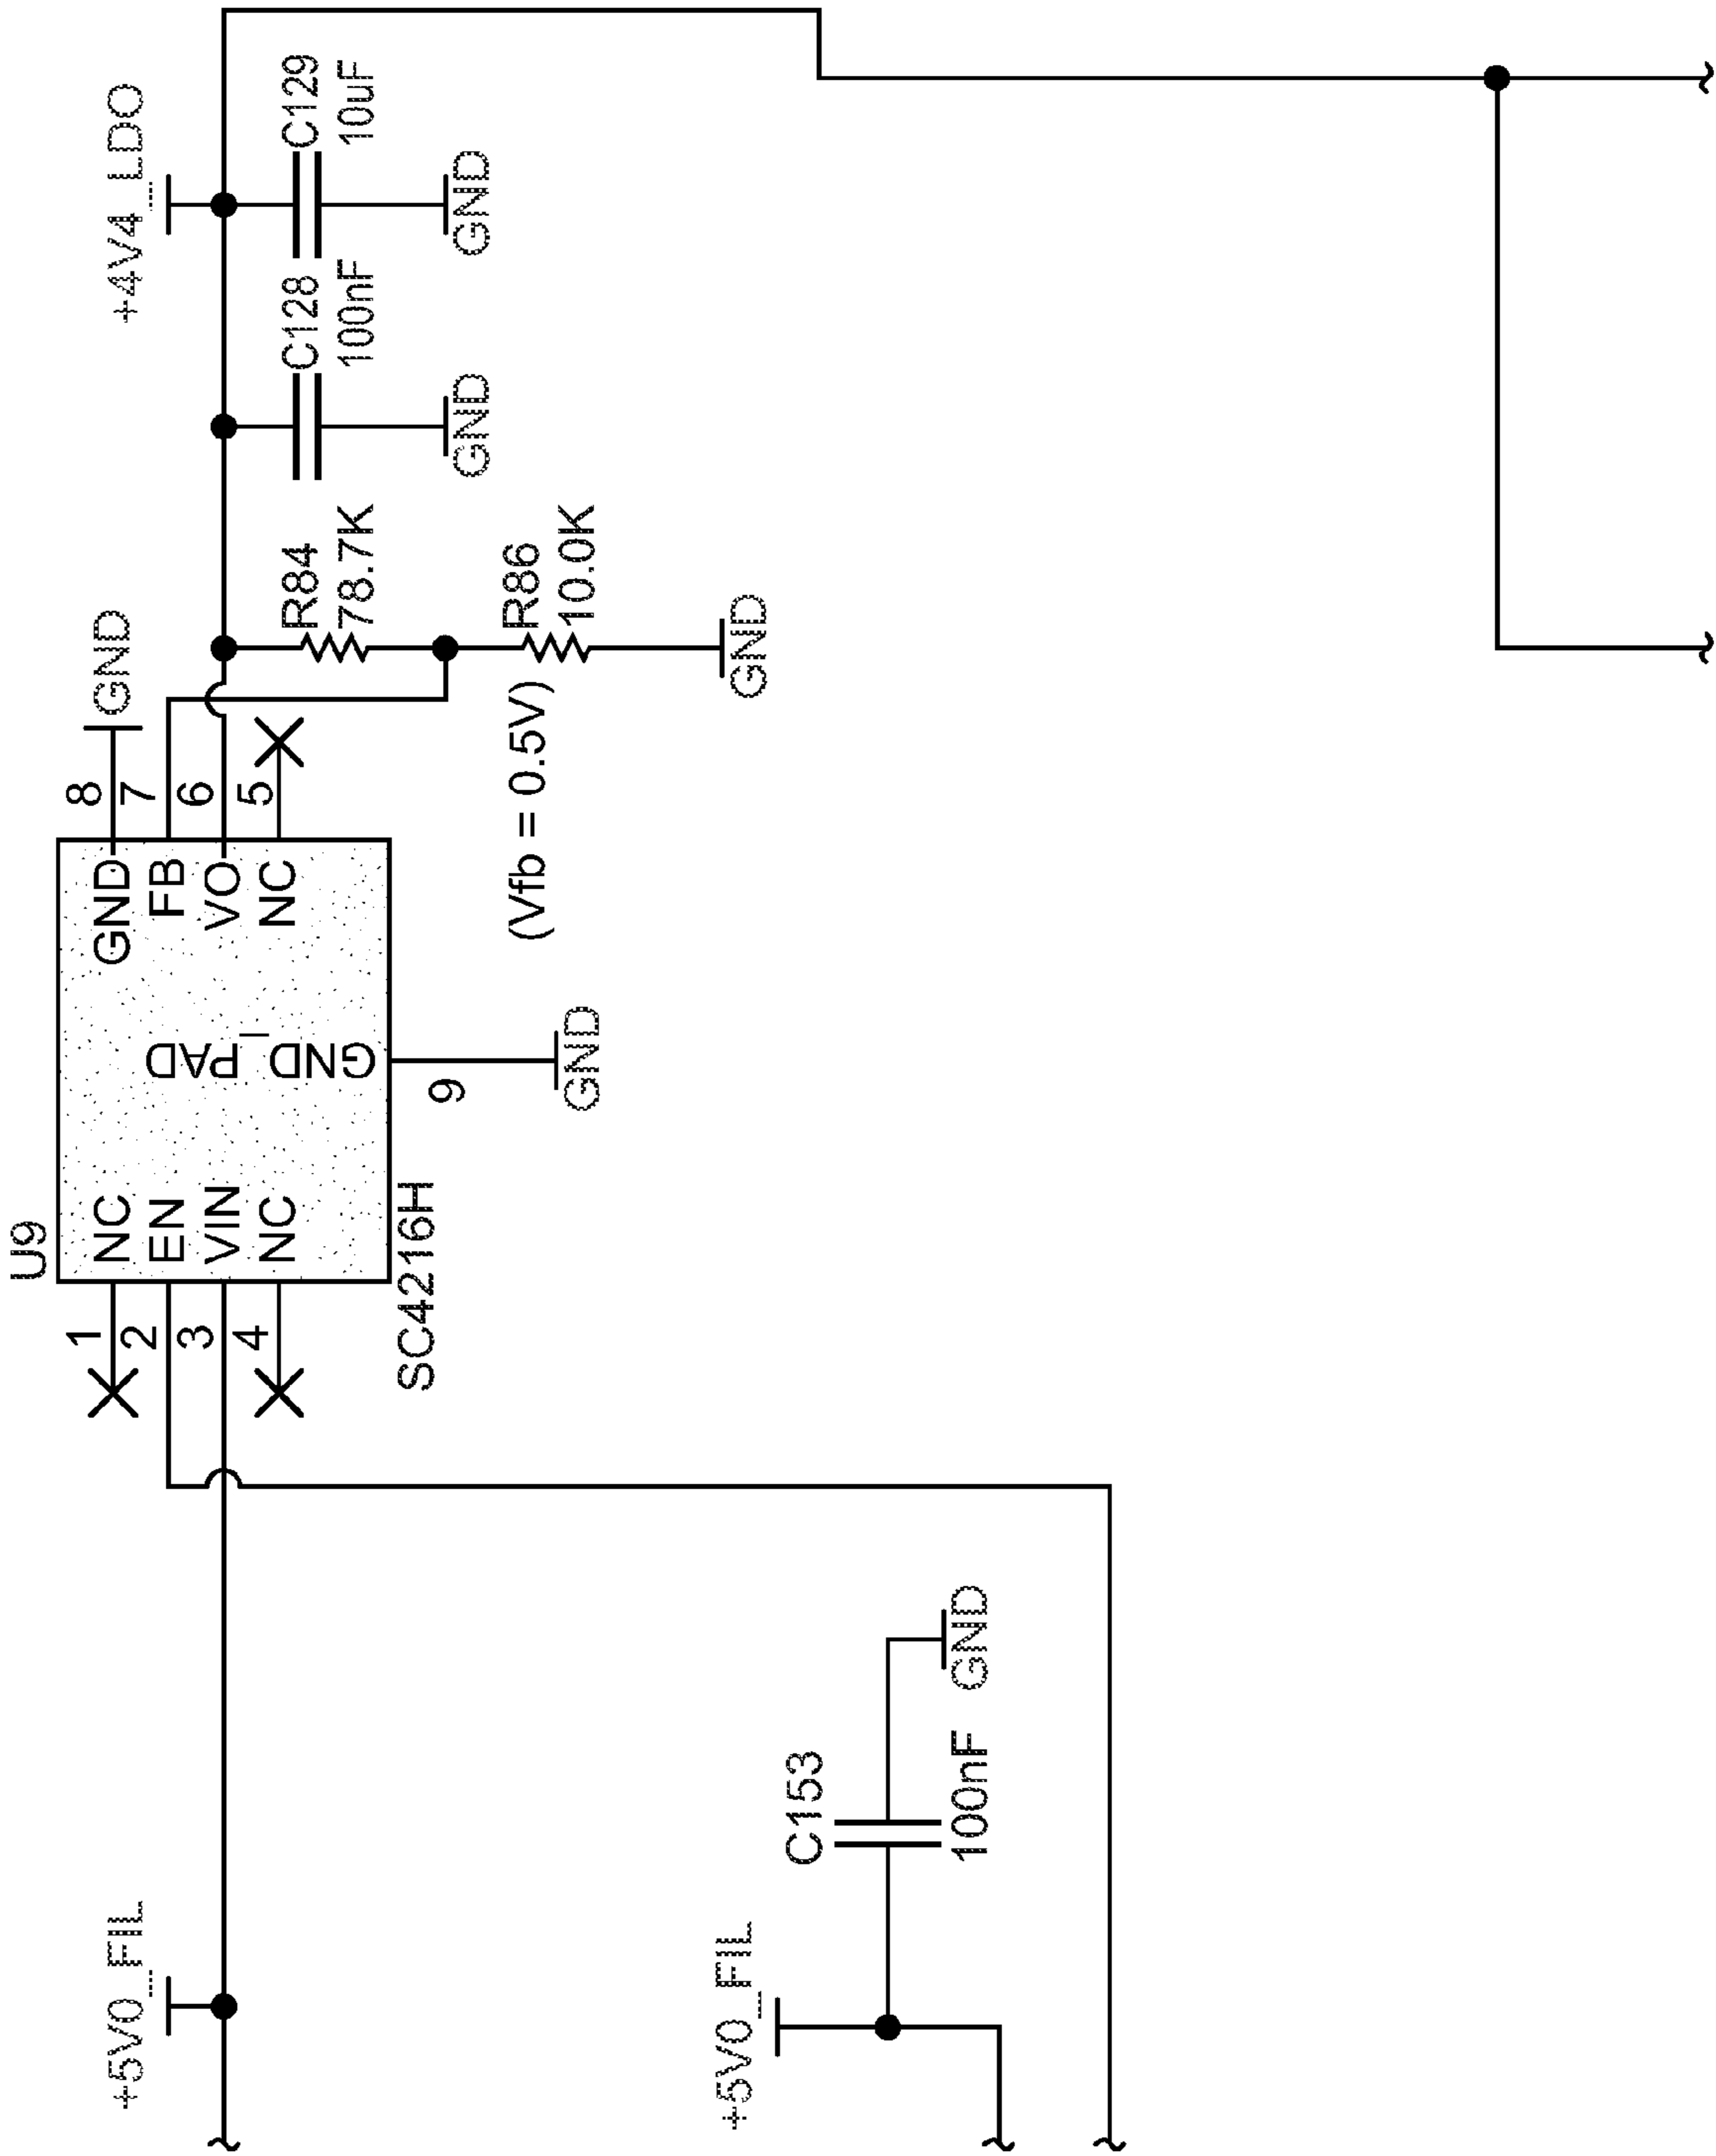 +5V0_FIL
U9
1
2
3
4
NC
EN
VIN
NC
GND_PAD
GND
FB
VO
NC
8
7
6
5
GND
SC4216H
9
GND
+4V4_LDO
R84
78.7K
C128
100nF
C129
10uF
GND
GND
R86
10.0K
(Vfb = 0.5V)
GND
+5V0_FIL
C153
100nF
GND